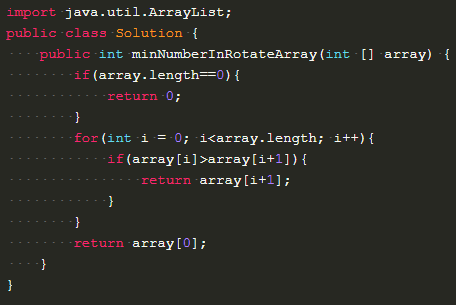 import java.util.ArrayList;
public class Solution {
    public int minNumberInRotateArray(int [] array) {
        if(array.length==0){
            return 0;
        }
        for(int i = 0; i<array.length; i++){
            if(array[i]>array[i+1]){
                return array[i+1];
            }
        }
        return array[0];
    }
}